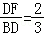 DF/BD = 2/3